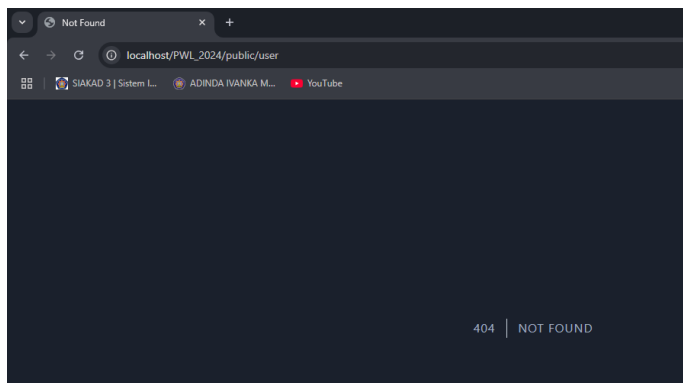 Not Found
localhost/PWL_2024/public/user
SIAKAD 3 | Sistem I... ADINDA IVANKA M... YouTube
404 | NOT FOUND